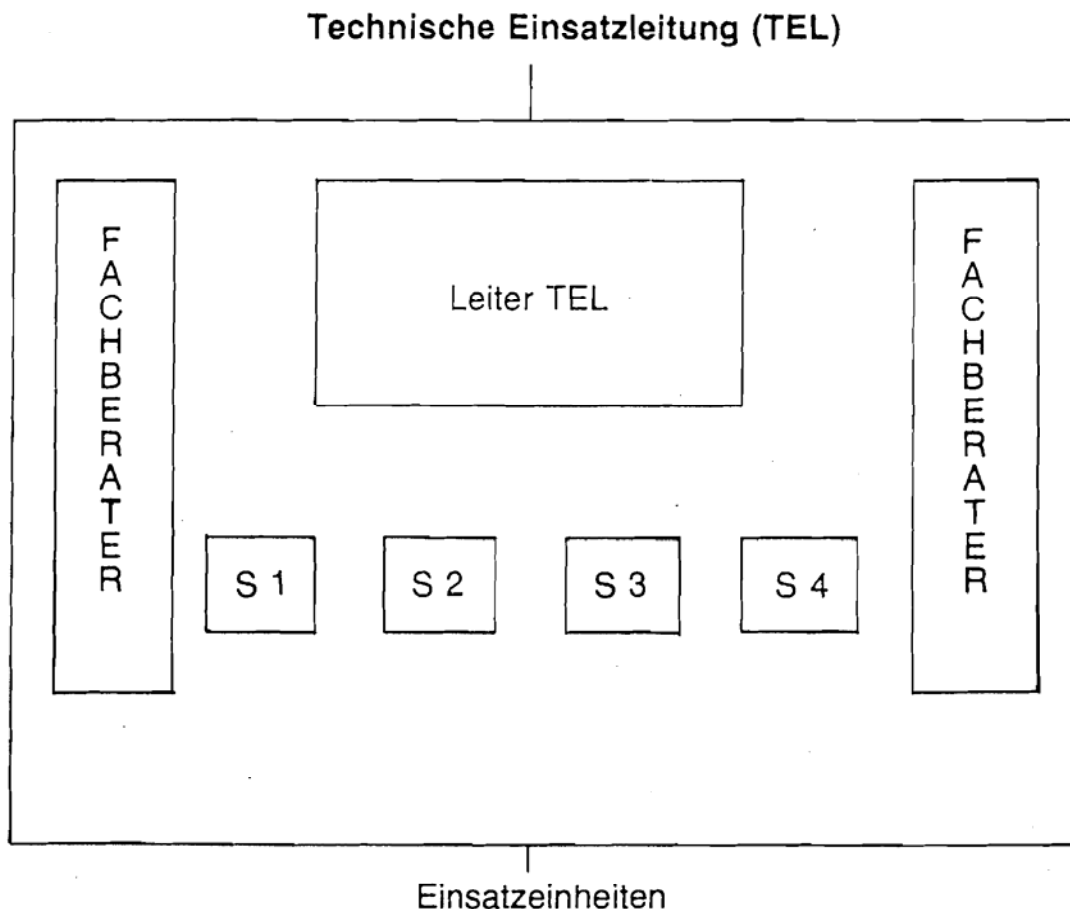 Technische Einsatzleitung (TEL)
FACHBERATER
Leiter TEL
FACHBERATER
S 1
S 2
S 3
S 4
Einsatzeinheiten